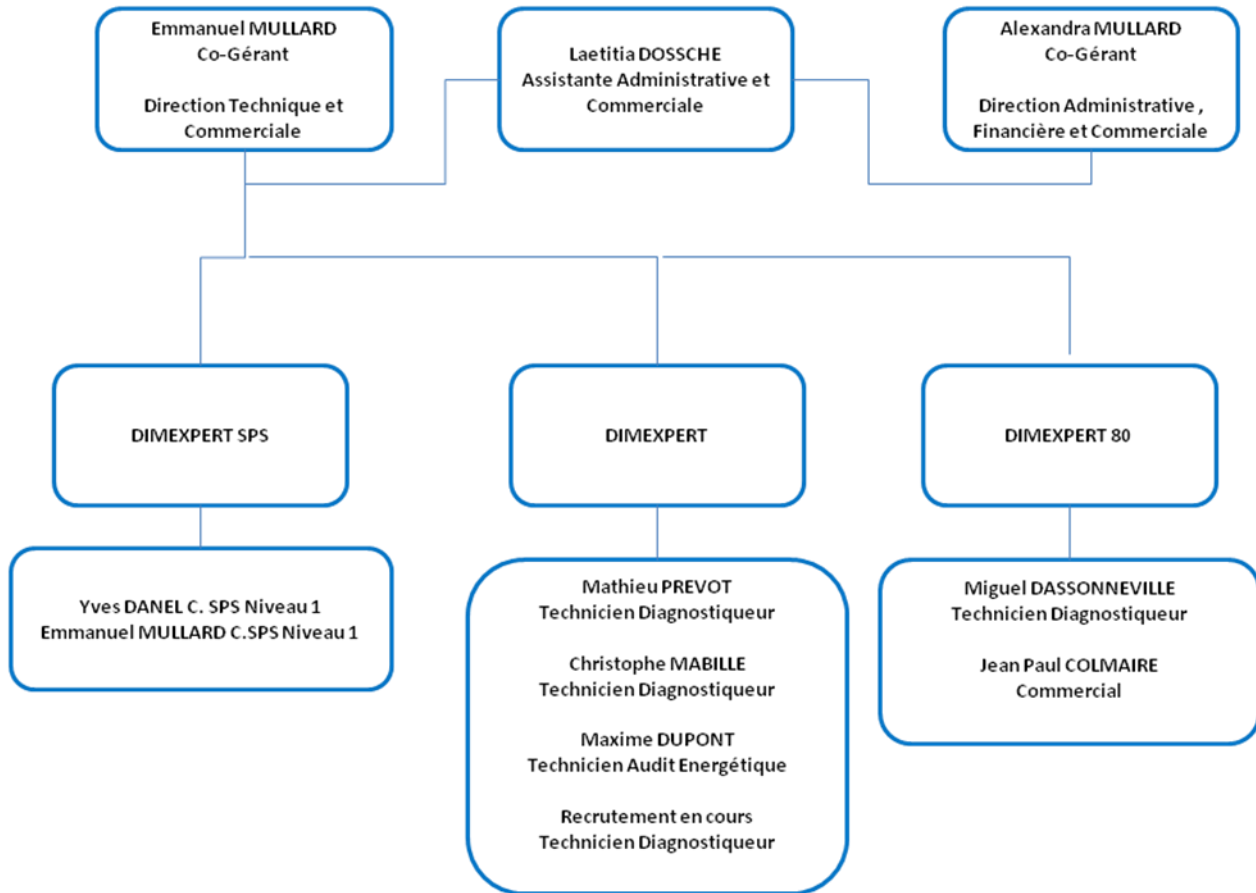 Emmanuel MULLARD
Co-Gérant
Direction Technique et
Commerciale
Laetitia DOSSCHE
Assistante Administrative et
Commerciale
Alexandra MULLARD
Co-Gérant
Direction Administrative ,
Financière et Commerciale
DIMEXPERT SPS
DIMEXPERT
DIMEXPERT 80
Yves DANEL C. SPS Niveau 1
Emmanuel MULLARD C.SPS Niveau 1
Mathieu PREVOT
Technicien Diagnostiqueur
Christophe MABILLE
Technicien Diagnostiqueur
Maxime DUPONT
Technicien Audit Energétique
Recrutement en cours
Technicien Diagnostiqueur
Miguel DASSONNEVILLE
Technicien Diagnostiqueur
Jean Paul COLMAIRE
Commercial